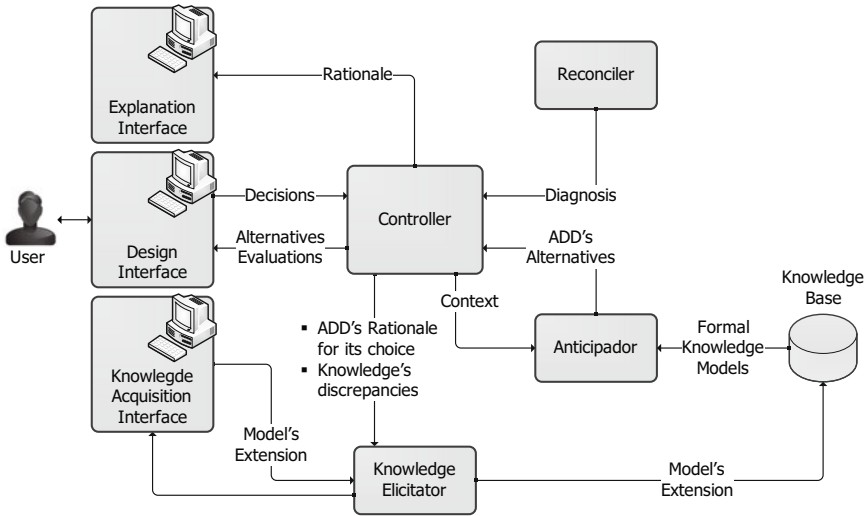 Explanation
Interface
Rationale
Reconciler
User
Design
Interface
Decisions
Alternatives
Evaluations
Controller
Diagnosis
ADD's
Alternatives
Context
Knowledge
Base
Anticipador
Formal
Knowledge
Models
▪ ADD's Rationale
for its choice
▪ Knowledge's
discrepancies
Knowlegde
Acquisition
Interface
Model's
Extension
Knowledge
Elicitator
Model's
Extension